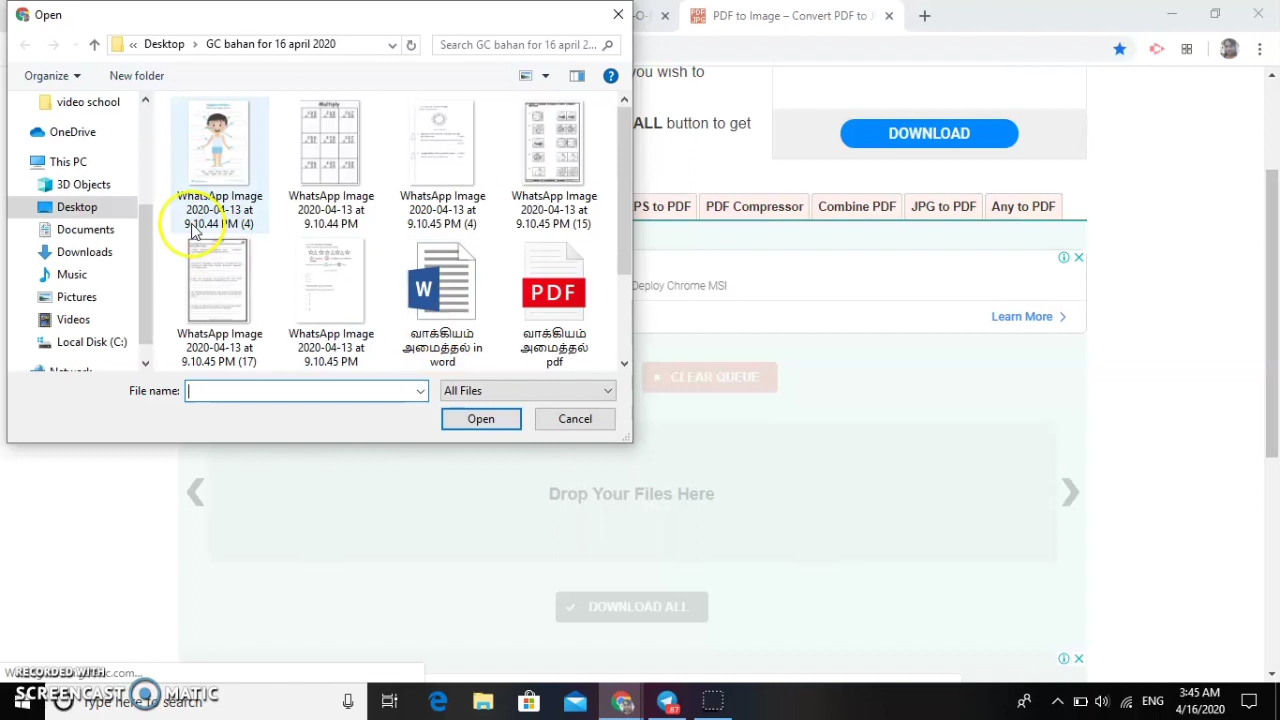 Open
PDF to Image – Convert PDF to J
Desktop
GC bahan for 16 april 2020
Search GC bahan for 16 april 2...
Organize
New folder
you wish to
ALL button to get
DOWNLOAD
video school
OneDrive
This PC
3D Objects
Desktop
Documents
Downloads
Music
Pictures
Videos
Local Disk (C:)
Network
Multiply
WhatsApp Image
2020-04-13 at
9.10.44 PM (4)
WhatsApp Image
2020-04-13 at
9.10.44 PM
WhatsApp Image
2020-04-13 at
9.10.45 PM (4)
WhatsApp Image
2020-04-13 at
9.10.45 PM (15)
WhatsApp Image
2020-04-13 at
9.10.45 PM (17)
WhatsApp Image
2020-04-13 at
9.10.45 PM
W
வாக்கியம்
அமைத்தல் in
word
PDF
வாக்கியம்
அமைத்தல்
pdf
File name:
All Files
Open
Cancel
PS to PDF
PDF Compressor
Combine PDF
JPG to PDF
Any to PDF
Deploy Chrome MSI
Learn More
CLEAR QUEUE
Drop Your Files Here
DOWNLOAD ALL
RECORDED WITH
SCREENCAST MATIC
Type here to search
87
ENG
3:45 AM
4/16/2020